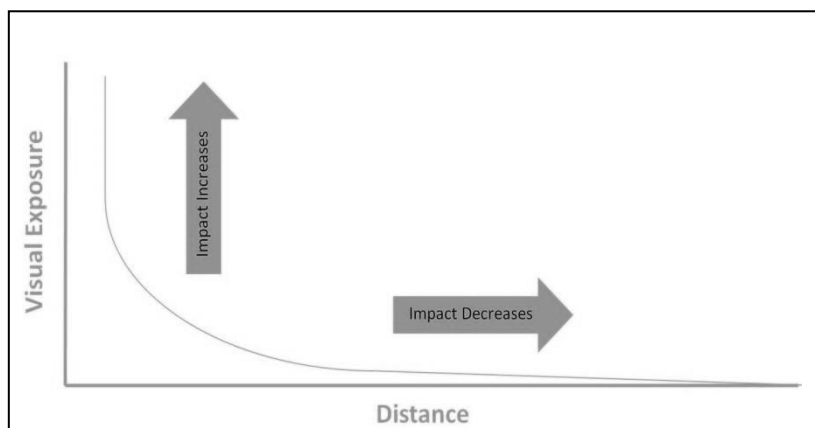 Visual Exposure
Impact Increases
Impact Decreases
Distance